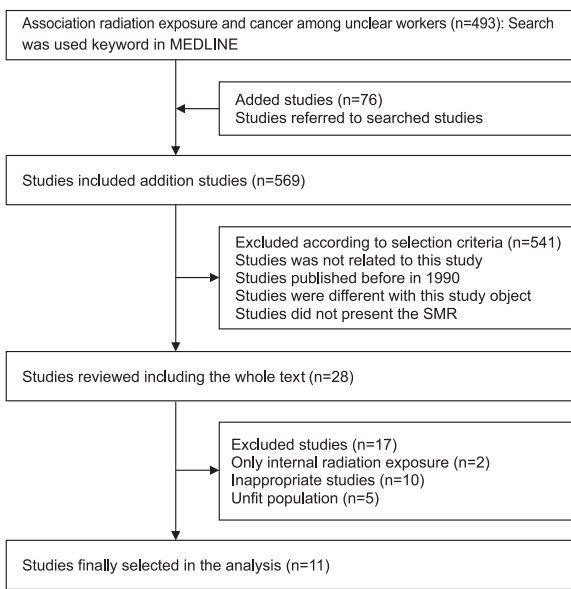 Association radiation exposure and cancer among unclear workers (n=493): Search
was used keyword in MEDLINE
Added studies (n=76)
Studies referred to searched studies
Studies included addition studies (n=569)
Excluded according to selection criteria (n=541)
Studies was not related to this study
Studies published before in 1990
Studies were different with this study object
Studies did not present the SMR
Studies reviewed including the whole text (n=28)
Excluded studies (n=17)
Only internal radiation exposure (n=2)
Inappropriate studies (n=10)
Unfit population (n=5)
Studies finally selected in the analysis (n=11)